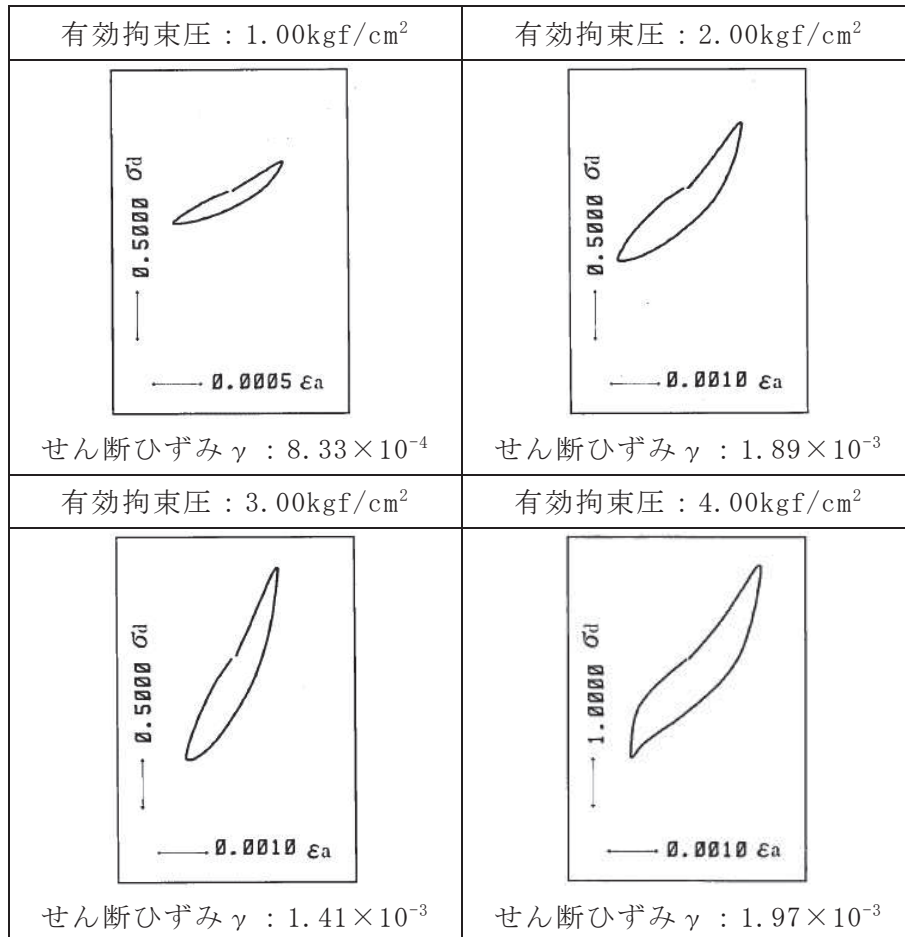 有効拘束圧：1.00kgf/cm²
有効拘束圧：2.00kgf/cm²
0.5000 σd
0.0005 εa
0.5000 σd
0.0010 εa
せん断ひずみγ：8.33×10⁻⁴
せん断ひずみγ：1.89×10⁻³
有効拘束圧：3.00kgf/cm²
有効拘束圧：4.00kgf/cm²
0.5000 σd
0.0010 εa
1.0000 σd
0.0010 εa
せん断ひずみγ：1.41×10⁻³
せん断ひずみγ：1.97×10⁻³